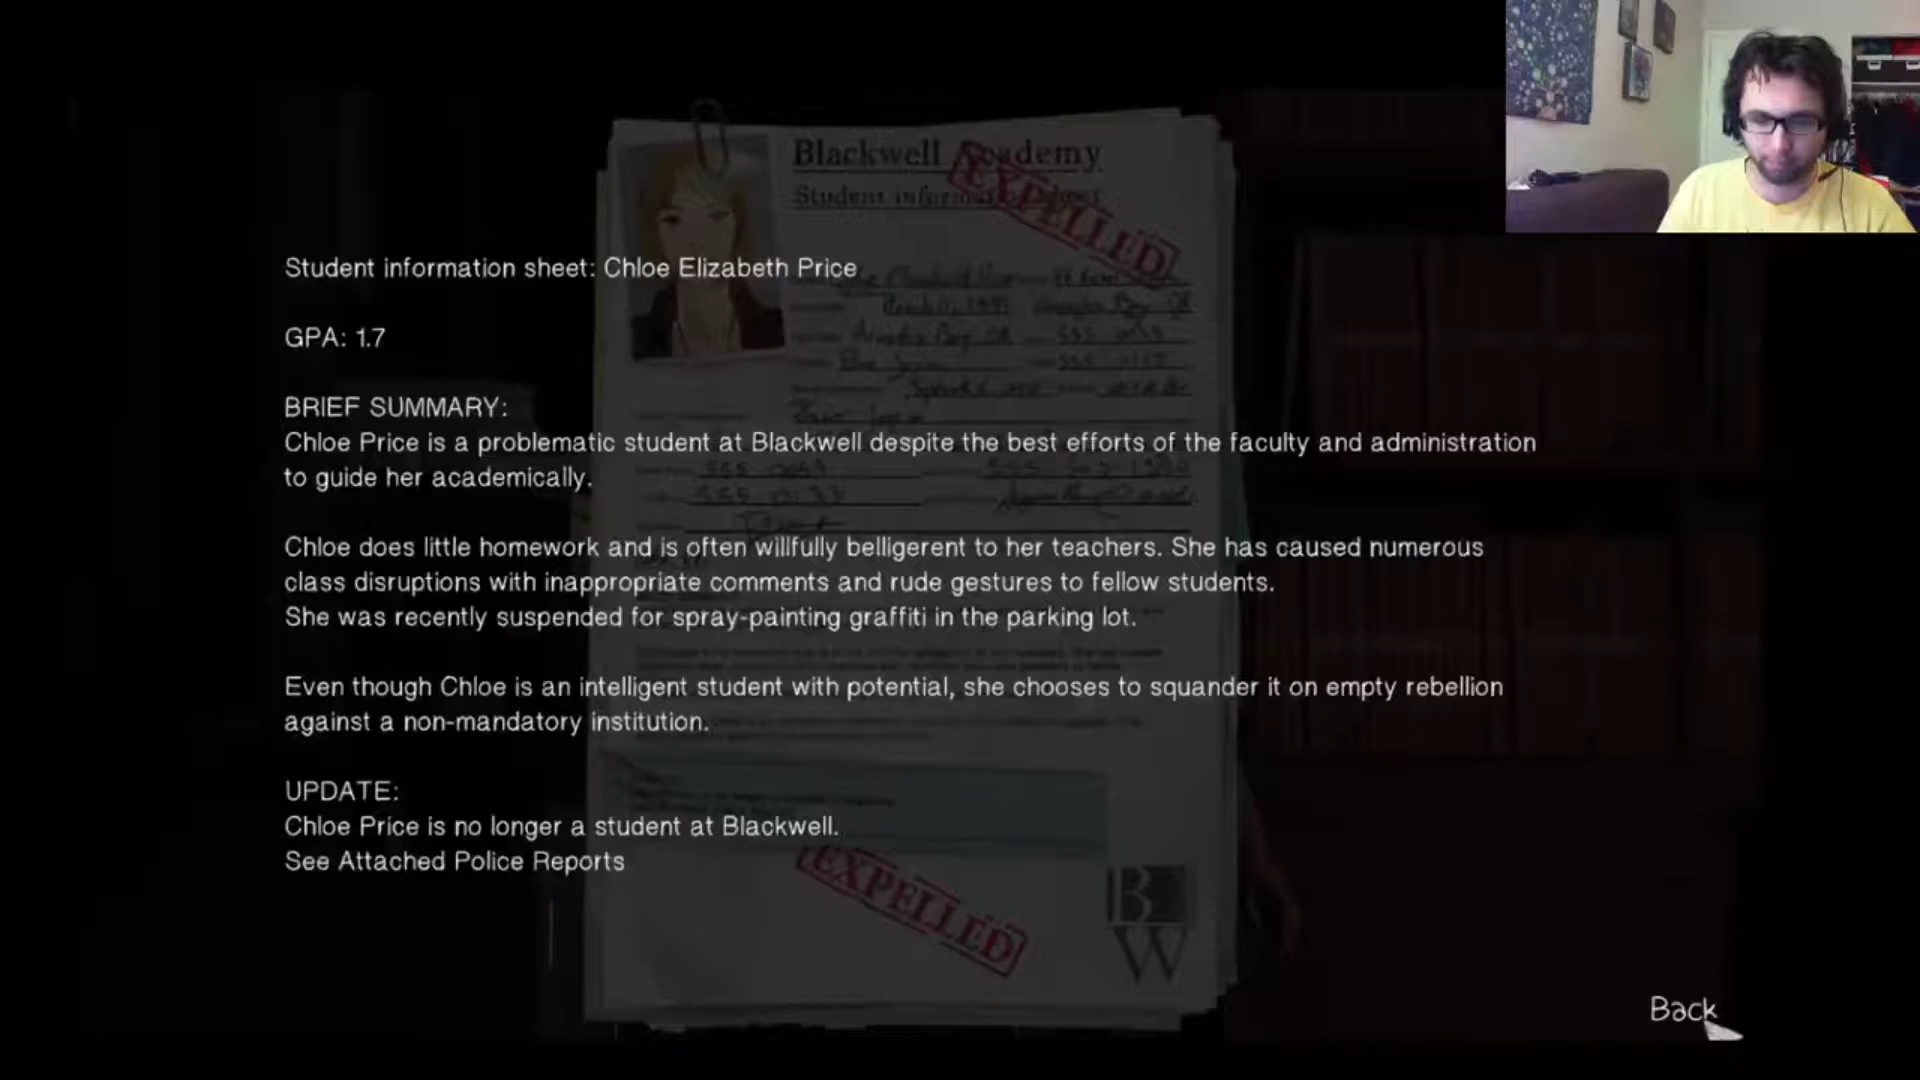 Blackwell Academy
EXPELLED
Student information sheet: Chloe Elizabeth Price
GPA: 1.7
BRIEF SUMMARY:
Chloe Price is a problematic student at Blackwell despite the best efforts of the faculty and administration
to guide her academically.
Chloe does little homework and is often willfully belligerent to her teachers. She has caused numerous
class disruptions with inappropriate comments and rude gestures to fellow students.
She was recently suspended for spray-painting graffiti in the parking lot.
Even though Chloe is an intelligent student with potential, she chooses to squander it on empty rebellion
against a non-mandatory institution.
UPDATE:
Chloe Price is no longer a student at Blackwell.
See Attached Police Reports
EXPELLED
BW
Back